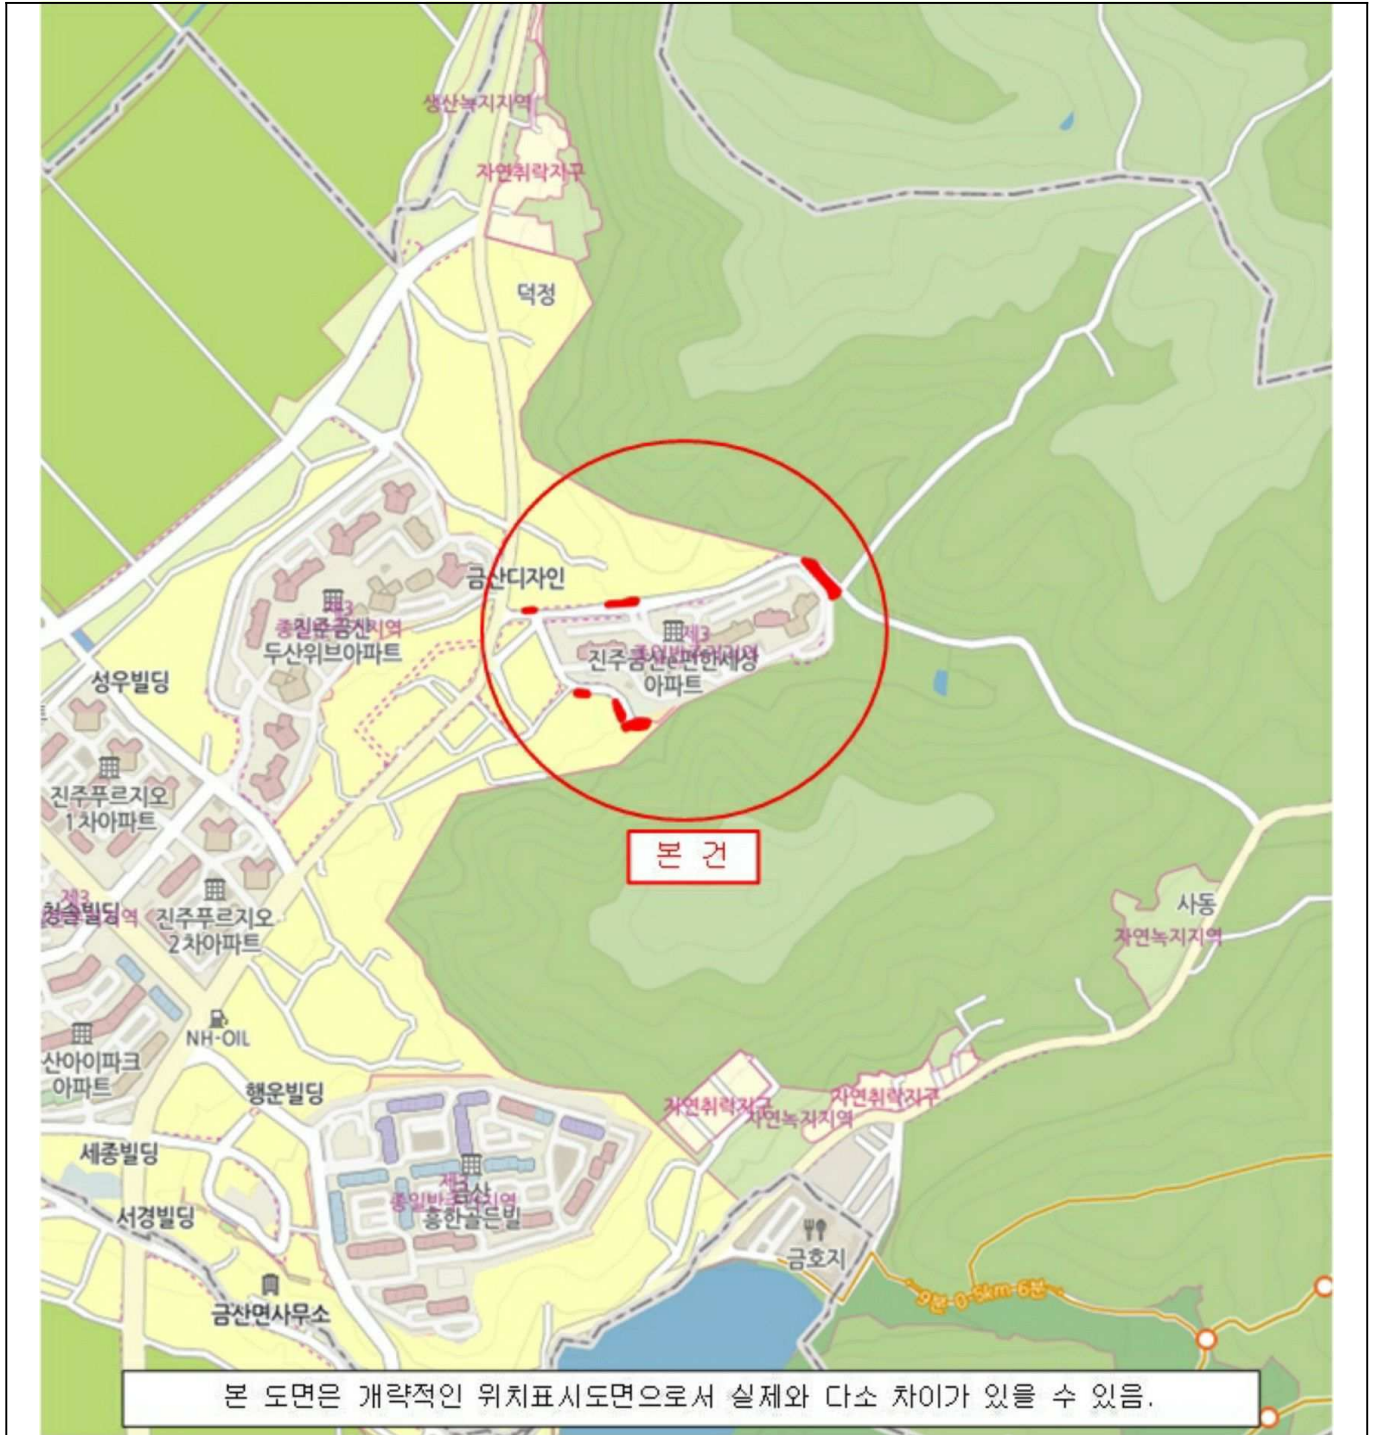 생산녹지지역
자연취락지구
덕정
금산디자인
두산위브아파트
성우빌딩
제3
진주금산e편한세상
아파트
진주푸르지오
1차아파트
본 건
제3
진주푸르지오
2차아파트
사동
자연녹지지역
NH-OIL
산아이파크
아파트
행운빌딩
자연취락지구
자연취락지구
자연녹지지역
세종빌딩
서경빌딩
흥한골든빌
금호지
9분-0.5km-6분
금산면사무소
본 도면은 개략적인 위치표시도면으로서 실제와 다소 차이가 있을 수 있음.